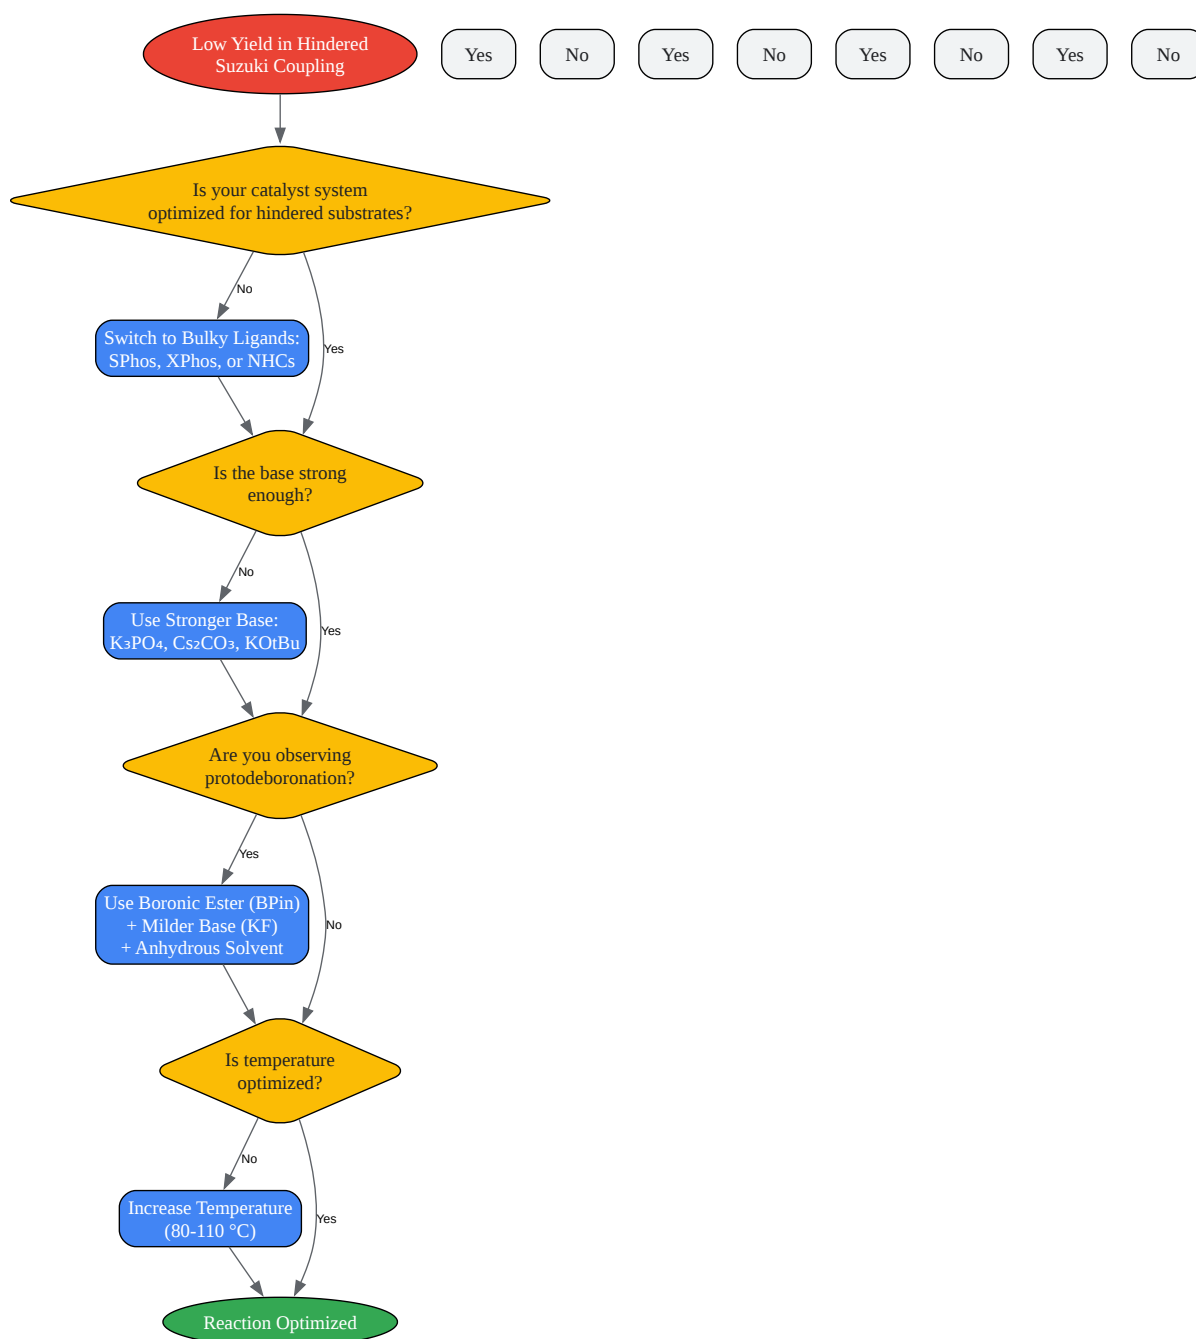 Low Yield in Hindered
Suzuki Coupling
Yes
No
Yes
No
Yes
No
Yes
No
Is your catalyst system
optimized for hindered substrates?
No
Switch to Bulky Ligands:
SPhos, XPhos, or NHCs
Yes
Is the base strong
enough?
No
Use Stronger Base:
K₃PO₄, Cs₂CO₃, KOtBu
Yes
Are you observing
protodeboronation?
Yes
Use Boronic Ester (BPin)
+ Milder Base (KF)
+ Anhydrous Solvent
No
Is temperature
optimized?
No
Increase Temperature
(80-110 °C)
Yes
Reaction Optimized